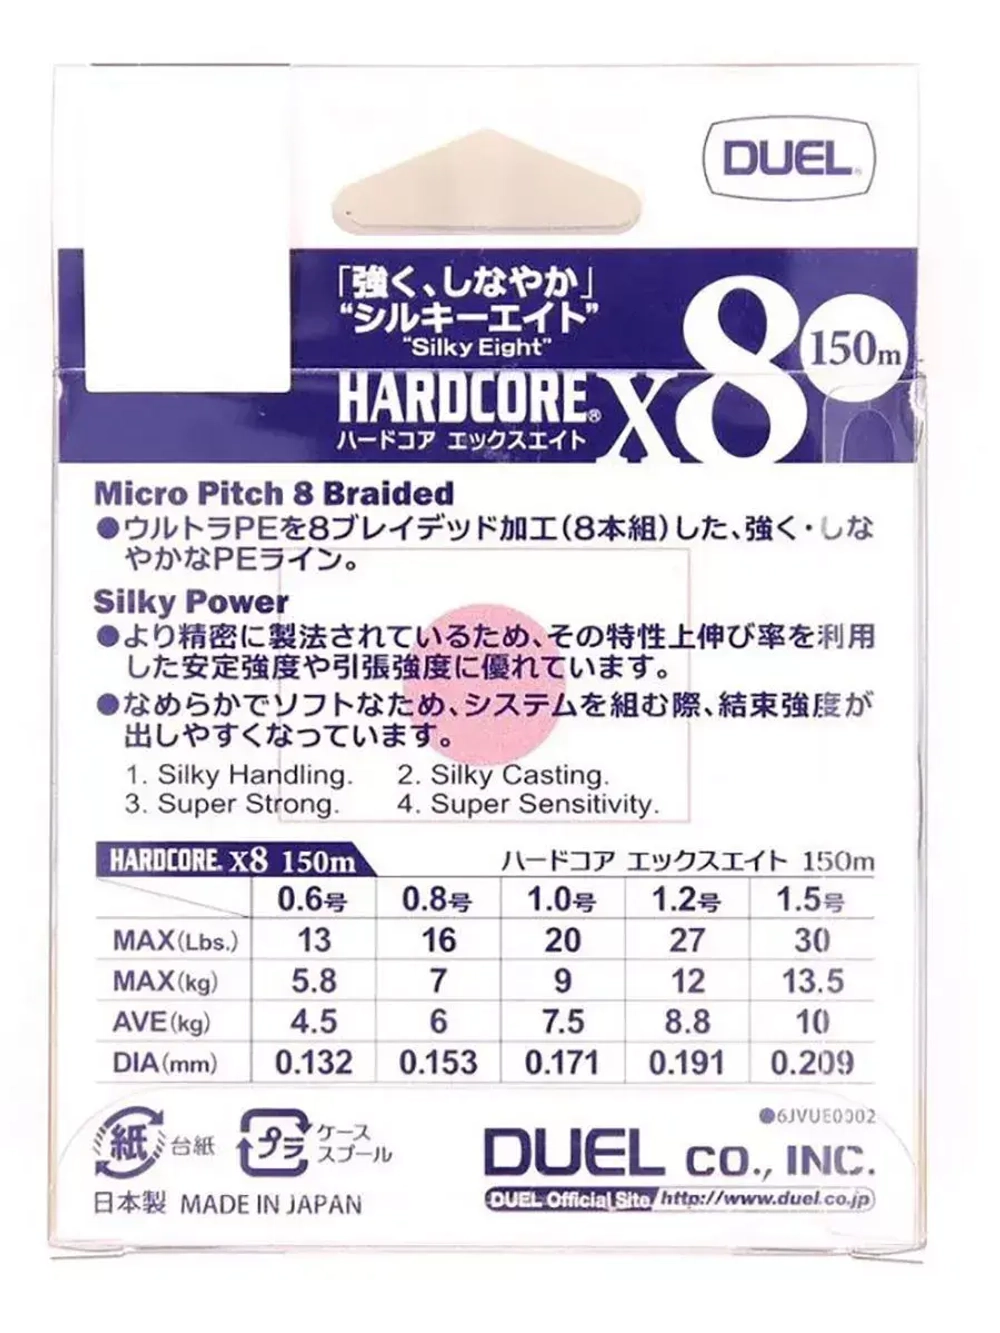 DUEL®
「強く、しなやか」
“シルキーエイト”
“Silky Eight”
HARDCORE® X8 150m
ハードコア エックスエイト
Micro Pitch 8 Braided
●ウルトラPEを8ブレイデッド加工(8本組)した、強く・しな
やかなPEライン。
Silky Power
●より精密に製法されているため、その特性上伸び率を利用
した安定強度や引張強度に優れています。
●なめらかでソフトなため、システムを組む際、結束強度が
出しやすくなっています。
1. Silky Handling. 2. Silky Casting.
3. Super Strong. 4. Super Sensitivity.
HARDCORE® X8 150m ハードコア エックスエイト 150m
0.6号 0.8号 1.0号 1.2号 1.5号
MAX(Lbs.) 13 16 20 27 30
MAX(kg) 5.8 7 9 12 13.5
AVE(kg) 4.5 6 7.5 8.8 10
DIA(mm) 0.132 0.153 0.171 0.191 0.209
●6JVUE0002
紙 台紙 プラ ケース
スプール
DUEL CO., INC.
日本製 MADE IN JAPAN
DUEL Official Site http://www.duel.co.jp